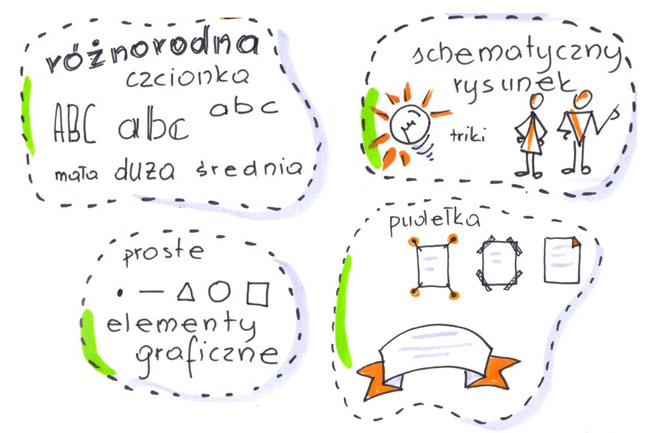 różnorodna
czcionka
ABC abc abc
mała duża średnia
schematyczny
rysunek
triki
proste
elementy
graficzne
pudełka